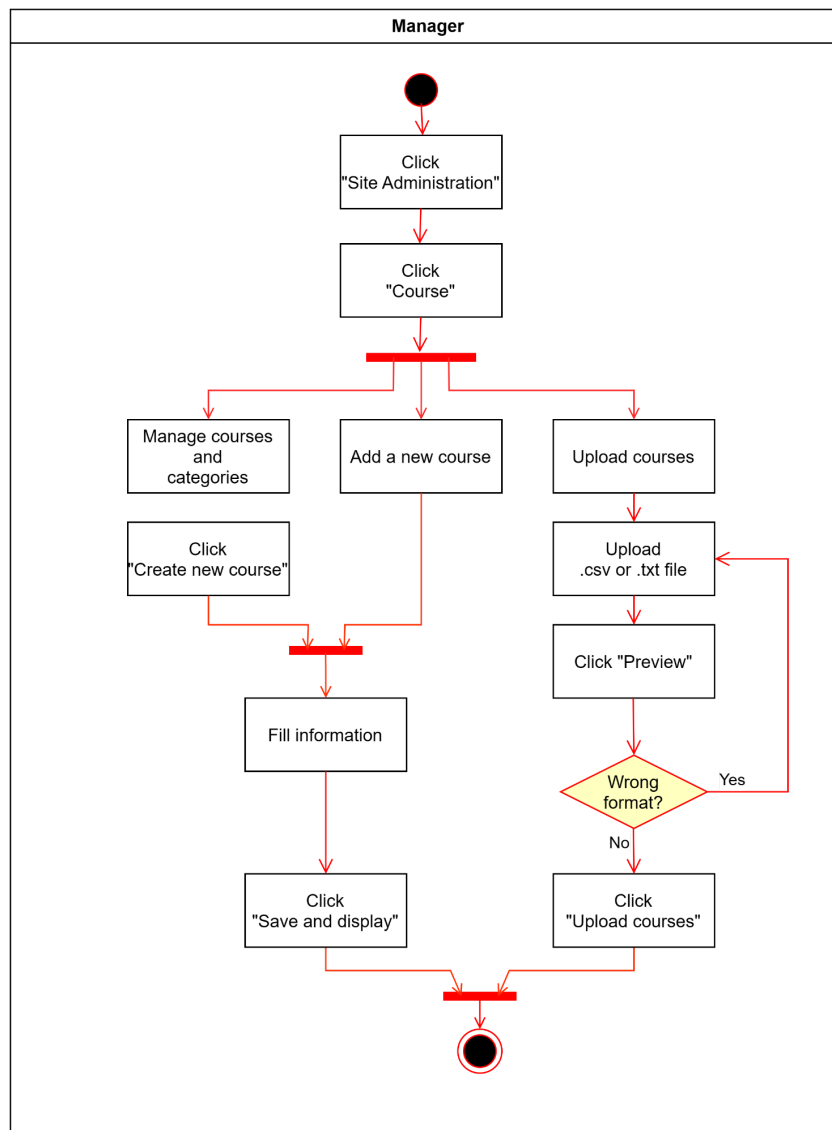 Manager
Click
"Site Administration"
Click
"Course"
Manage courses
and
categories
Add a new course
Upload courses
Click
"Create new course"
Upload
.csv or .txt file
Click "Preview"
Fill information
Wrong
format?
Yes
No
Click
"Save and display"
Click
"Upload courses"